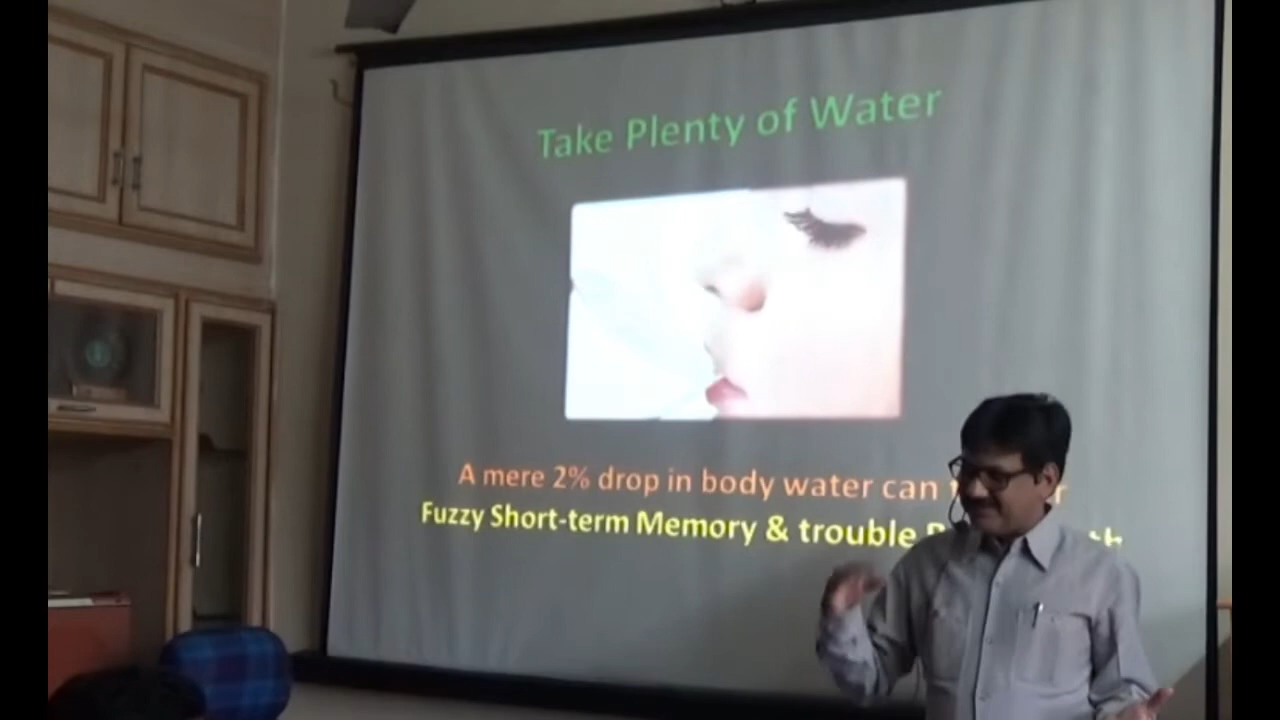 Take Plenty of Water
A mere 2% drop in body water can
Fuzzy Short-term Memory & trouble